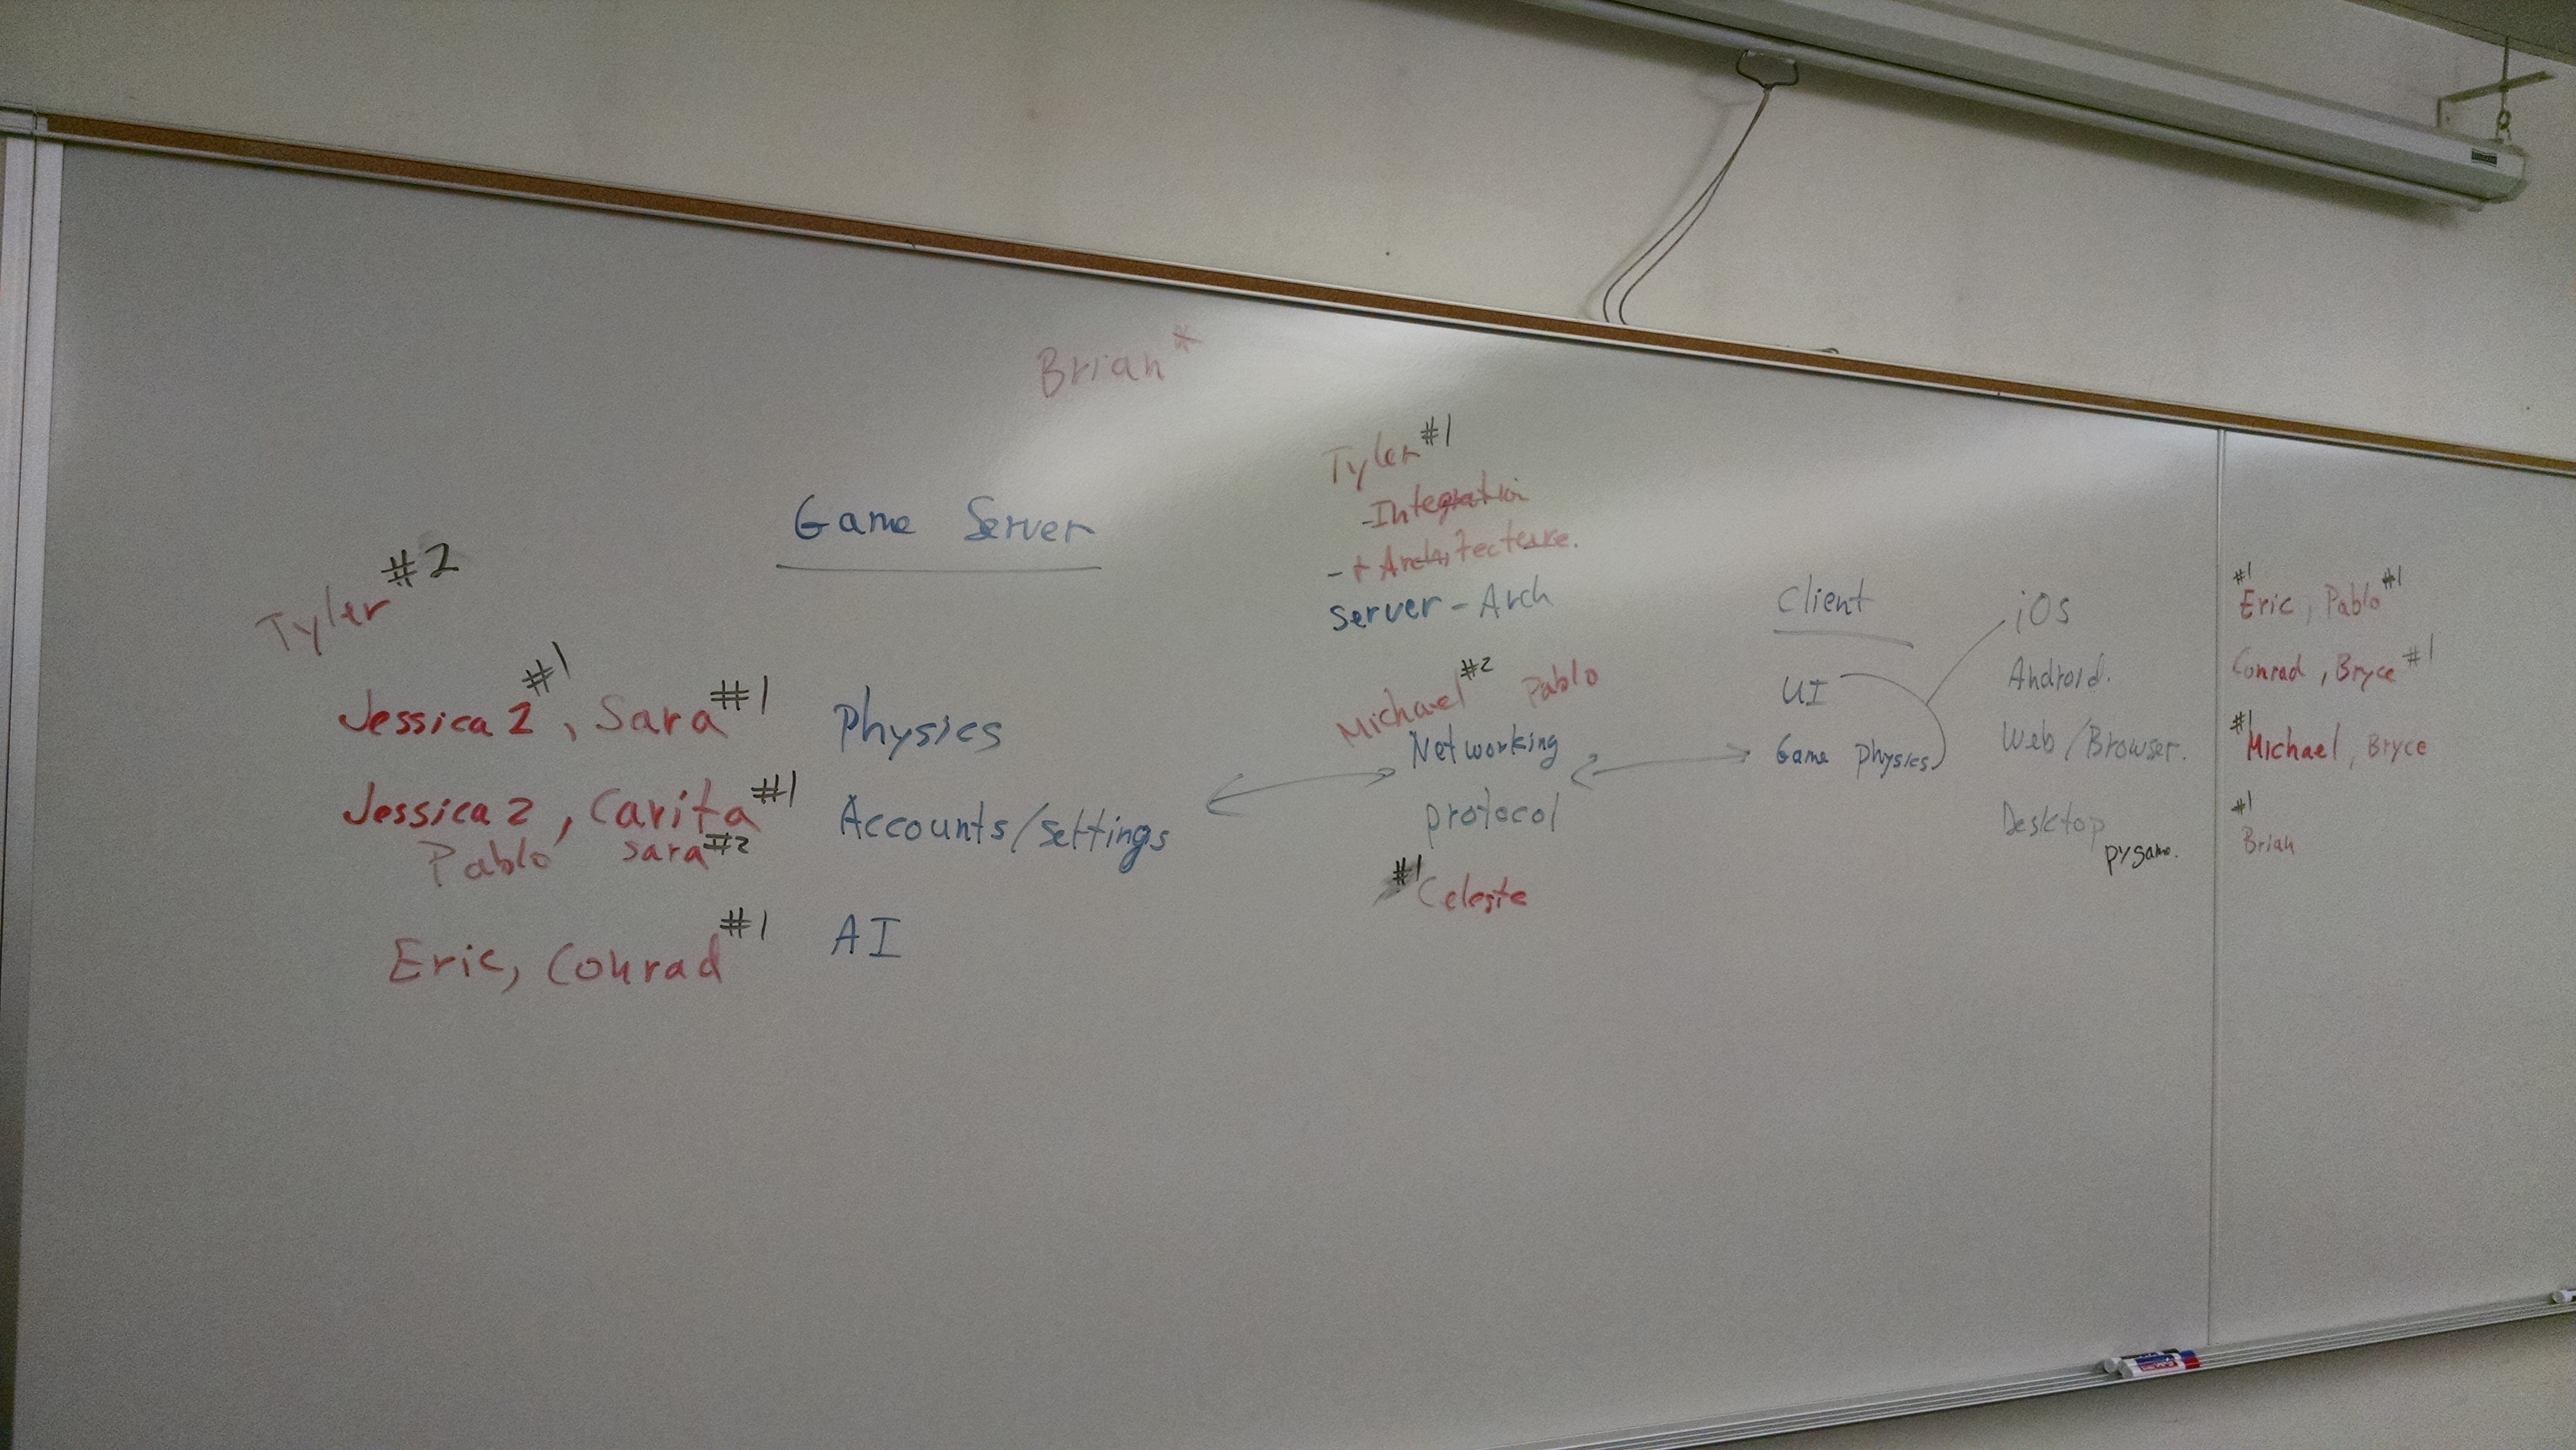 Brian*
Tyler #1
-Integration
- + Architecture.
Server - Arch
Game Server
Tyler #2
Jessica 2 #1, Sara #1 Physics
Jessica 2, Carita #1 Accounts/settings
Pablo Sara #2
Eric, Conrad #1 AI
Michael #2 Pablo
Networking
protocol
#1 Celeste
Client
UI
Game Physics
iOS #1 Eric, Pablo #1
Android. Conrad, Bryce #1
Web/Browser. #1 Michael, Bryce
Desktop #1 Brian
pygame.